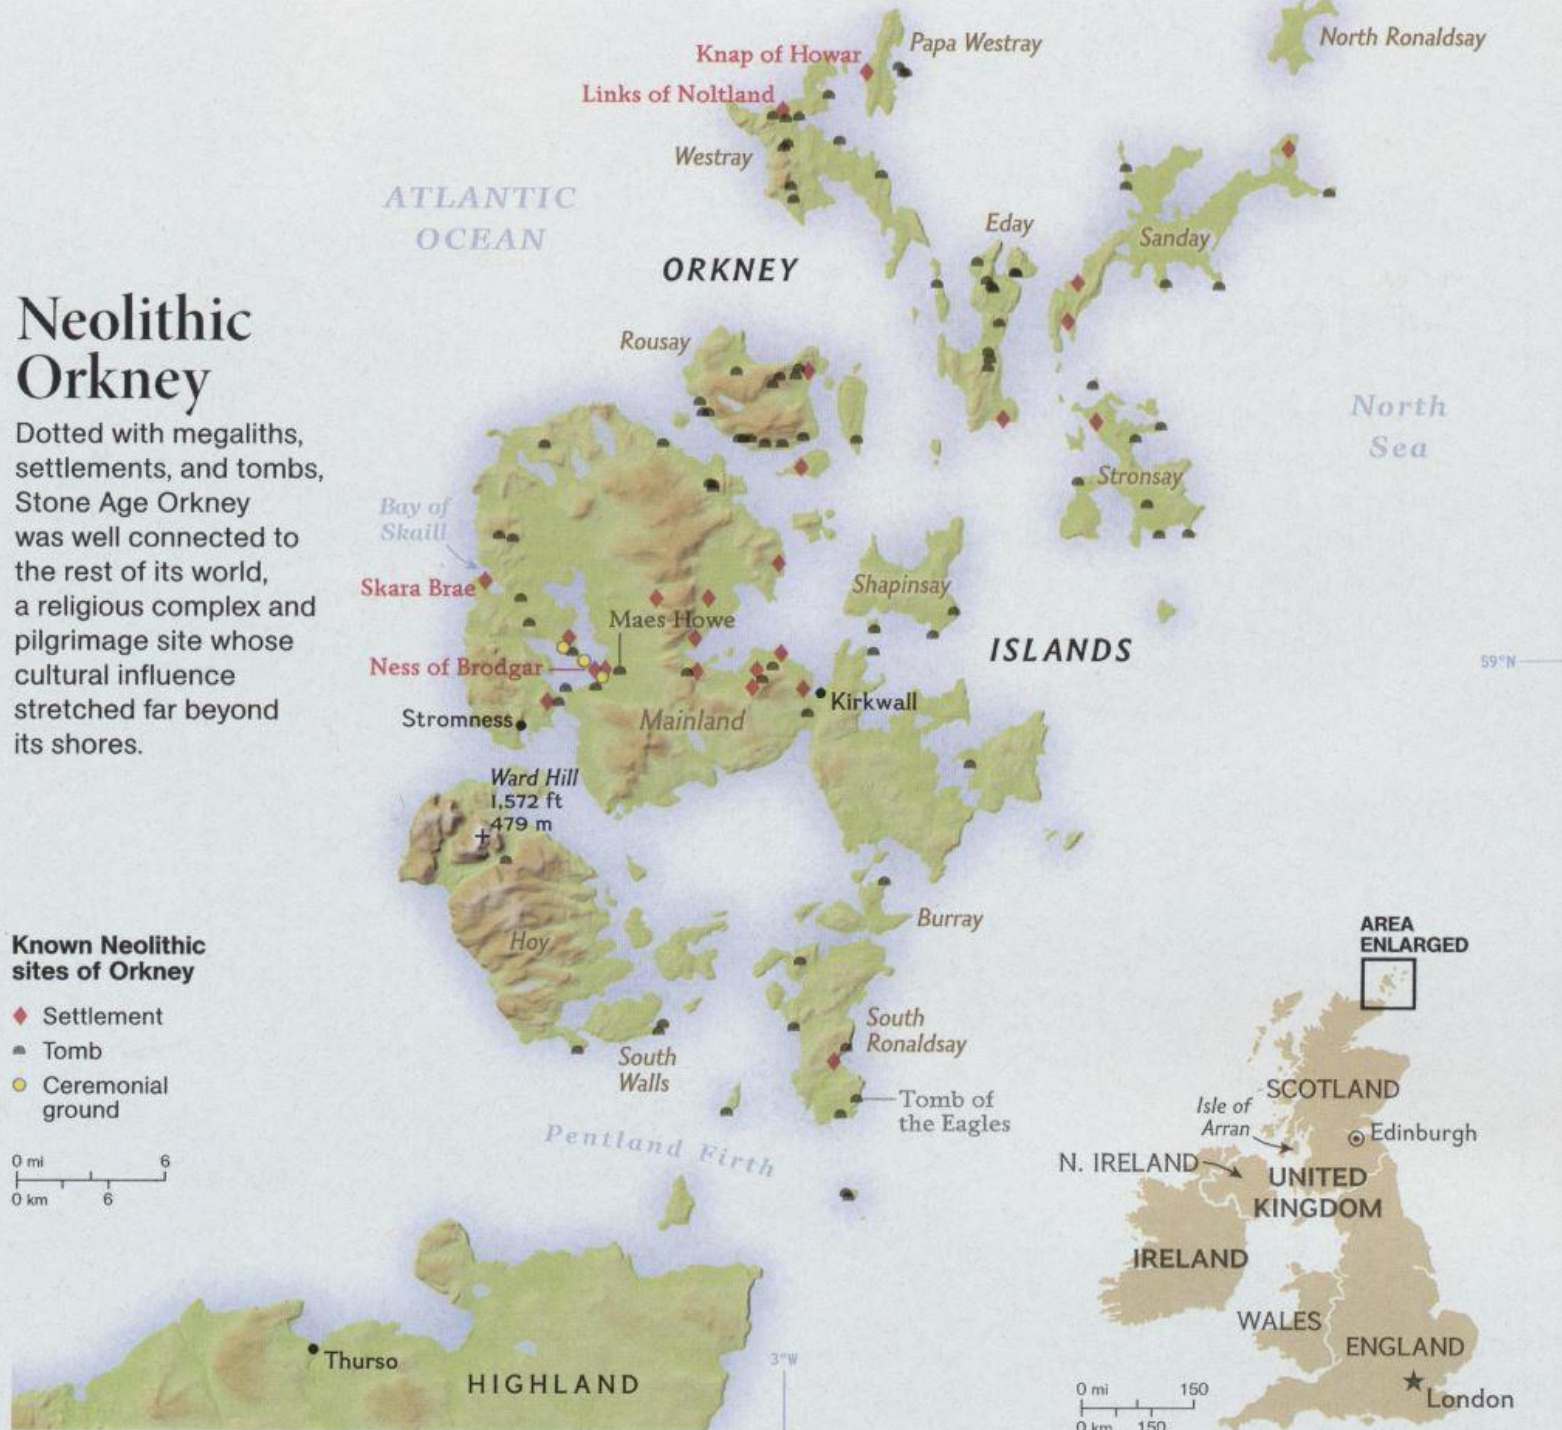 Neolithic
Orkney
Dotted with megaliths,
settlements, and tombs,
Stone Age Orkney
was well connected to
the rest of its world,
a religious complex and
pilgrimage site whose
cultural influence
stretched far beyond
its shores.
Known Neolithic
sites of Orkney
Settlement
Tomb
Ceremonial
ground
0 mi 6
0 km 6
Knap of Howar
Papa Westray
North Ronaldsay
Links of Noltland
Westray
ATLANTIC
OCEAN
Eday
Sanday
ORKNEY
Rousay
North
Sea
Stronsay
Bay of
Skaill
Skara Brae
Shapinsay
Maes Howe
ISLANDS
59°N
Ness of Brodgar
Kirkwall
Stromness
Mainland
Ward Hill
1,572 ft
479 m
Burray
Hoy
South
Ronaldsay
South
Walls
Tomb of
the Eagles
Pentland Firth
Thurso
HIGHLAND
3°W
AREA
ENLARGED
SCOTLAND
Isle of
Arran
Edinburgh
N. IRELAND
UNITED
KINGDOM
IRELAND
WALES
ENGLAND
London
0 mi 150
0 km 150